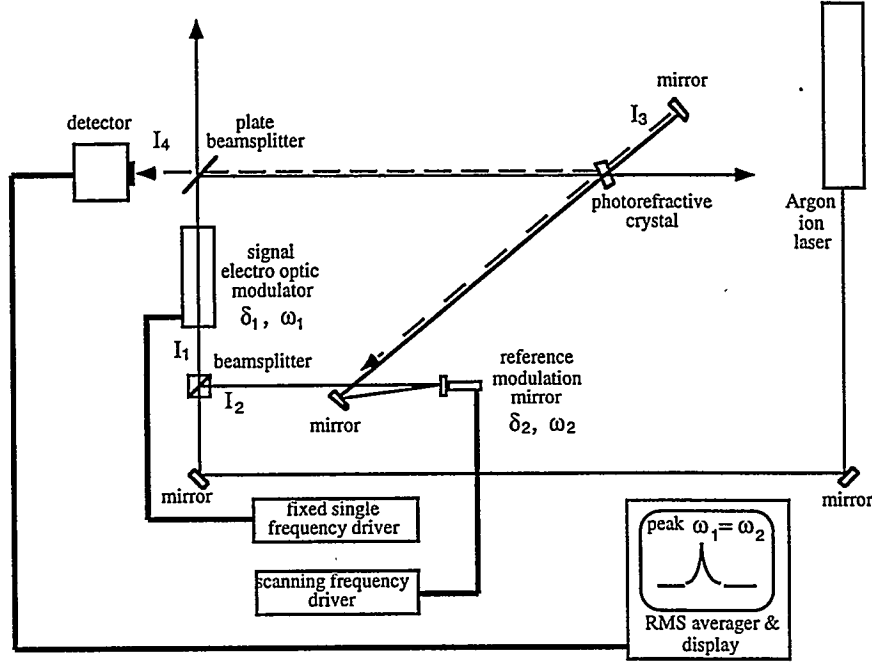 mirror
I3
detector
I4
plate
beamsplitter
photorefractive
crystal
Argon
ion
laser
signal
electro optic
modulator
δ1, ω1
I1
beamsplitter
I2
reference
modulation
mirror
δ2, ω2
mirror
mirror
mirror
fixed single
frequency driver
scanning frequency
driver
peak ω1=ω2
RMS averager &
display